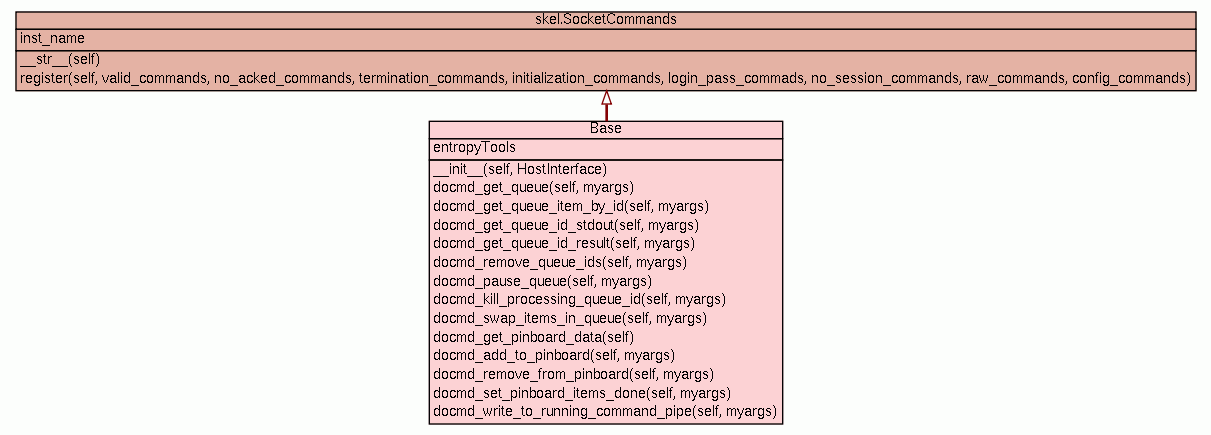 skel.SocketCommands
inst_name
__str__(self)
register(self, valid_commands, no_acked_commands, termination_commands, initialization_commands, login_pass_commads, no_session_commands, raw_commands, config_commands)
Base
entropyTools
__init__(self, HostInterface)
docmd_get_queue(self, myargs)
docmd_get_queue_item_by_id(self, myargs)
docmd_get_queue_id_stdout(self, myargs)
docmd_get_queue_id_result(self, myargs)
docmd_remove_queue_ids(self, myargs)
docmd_pause_queue(self, myargs)
docmd_kill_processing_queue_id(self, myargs)
docmd_swap_items_in_queue(self, myargs)
docmd_get_pinboard_data(self)
docmd_add_to_pinboard(self, myargs)
docmd_remove_from_pinboard(self, myargs)
docmd_set_pinboard_items_done(self, myargs)
docmd_write_to_running_command_pipe(self, myargs)